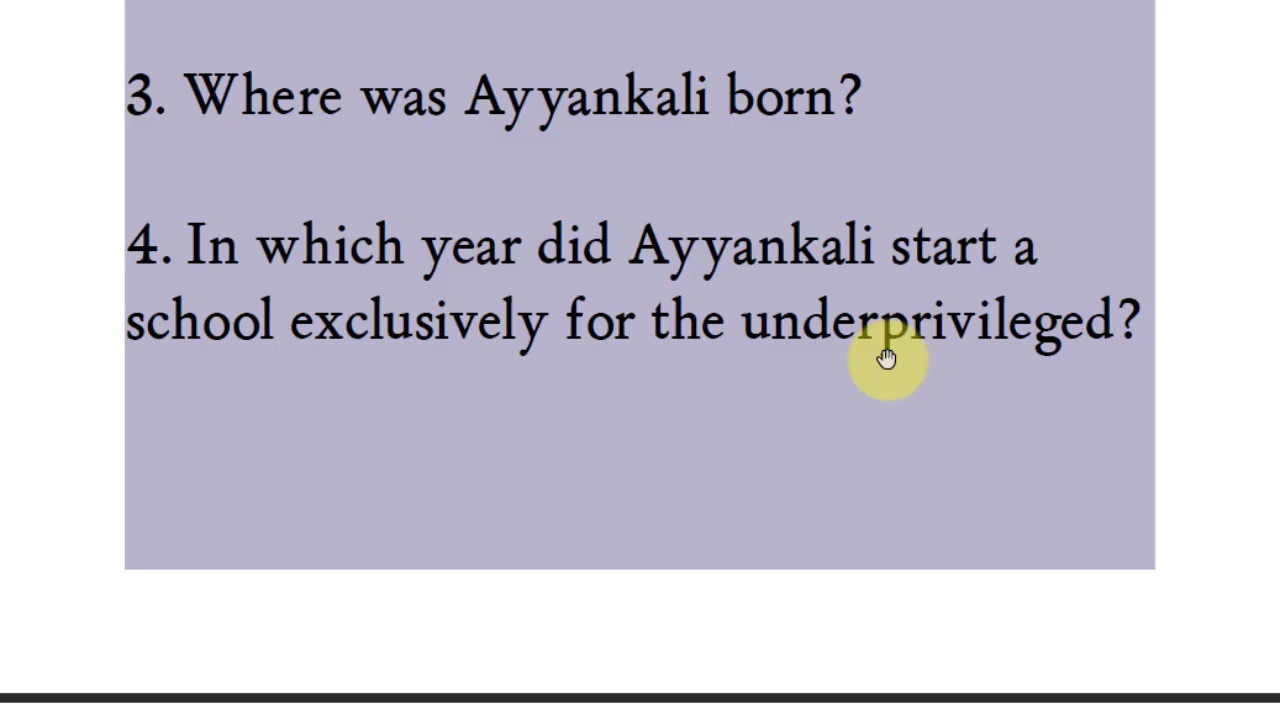 3. Where was Ayyankali born?
4. In which year did Ayyankali start a
school exclusively for the underprivileged?